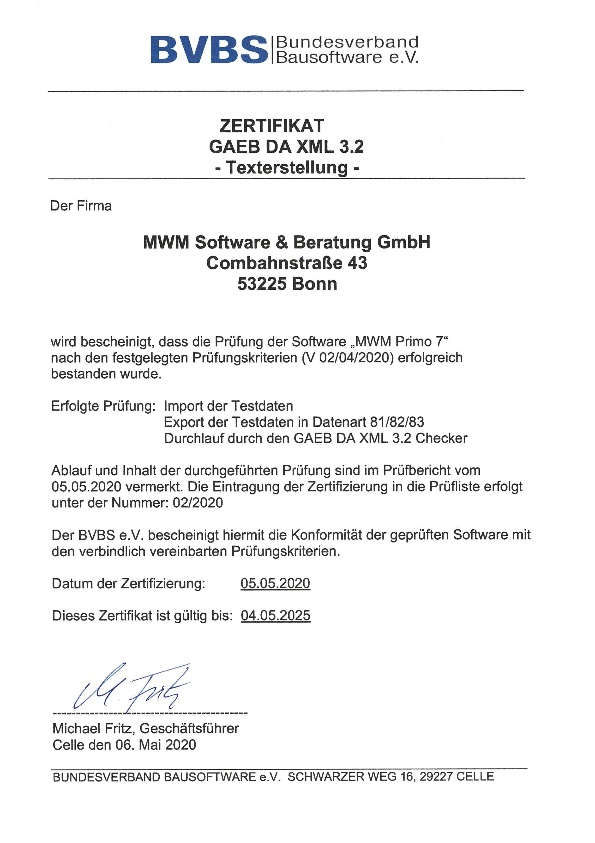 BVBS Bundesverband
Bausoftware e.V.
ZERTIFIKAT
GAEB DA XML 3.2
- Texterstellung -
Der Firma
MWM Software & Beratung GmbH
Combahnstraße 43
53225 Bonn
wird bescheinigt, dass die Prüfung der Software „MWM Primo 7“
nach den festgelegten Prüfungskriterien (V 02/04/2020) erfolgreich
bestanden wurde.
Erfolgte Prüfung: Import der Testdaten
Export der Testdaten in Datenart 81/82/83
Durchlauf durch den GAEB DA XML 3.2 Checker
Ablauf und Inhalt der durchgeführten Prüfung sind im Prüfbericht vom
05.05.2020 vermerkt. Die Eintragung der Zertifizierung in die Prüfliste erfolgt
unter der Nummer: 02/2020
Der BVBS e.V. bescheinigt hiermit die Konformität der geprüften Software mit
den verbindlich vereinbarten Prüfungskriterien.
Datum der Zertifizierung: 05.05.2020
Dieses Zertifikat ist gültig bis: 04.05.2025
M. Fritz
Michael Fritz, Geschäftsführer
Celle den 06. Mai 2020
BUNDESVERBAND BAUSOFTWARE e.V. SCHWARZER WEG 16, 29227 CELLE